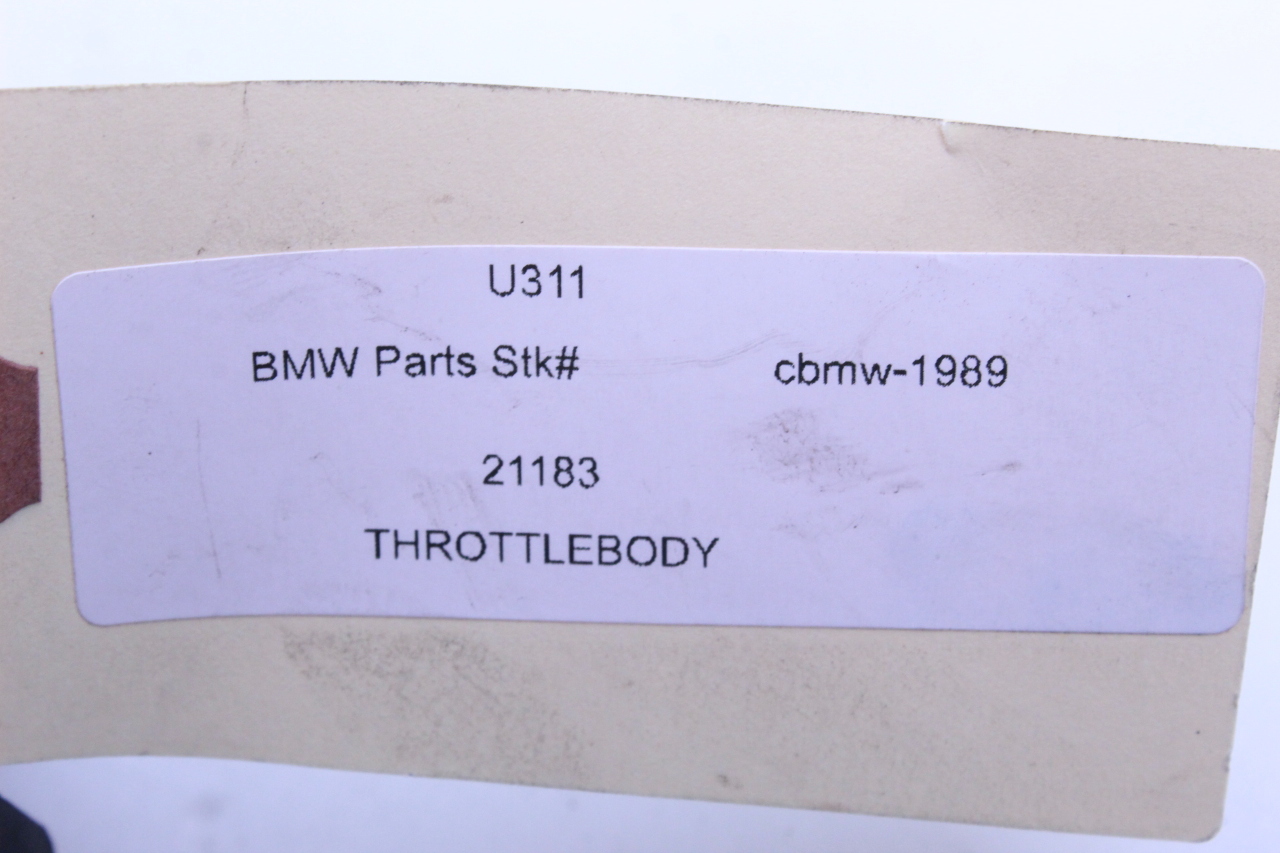 U311
BMW Parts Stk# cbmw-1989
21183
THROTTLEBODY